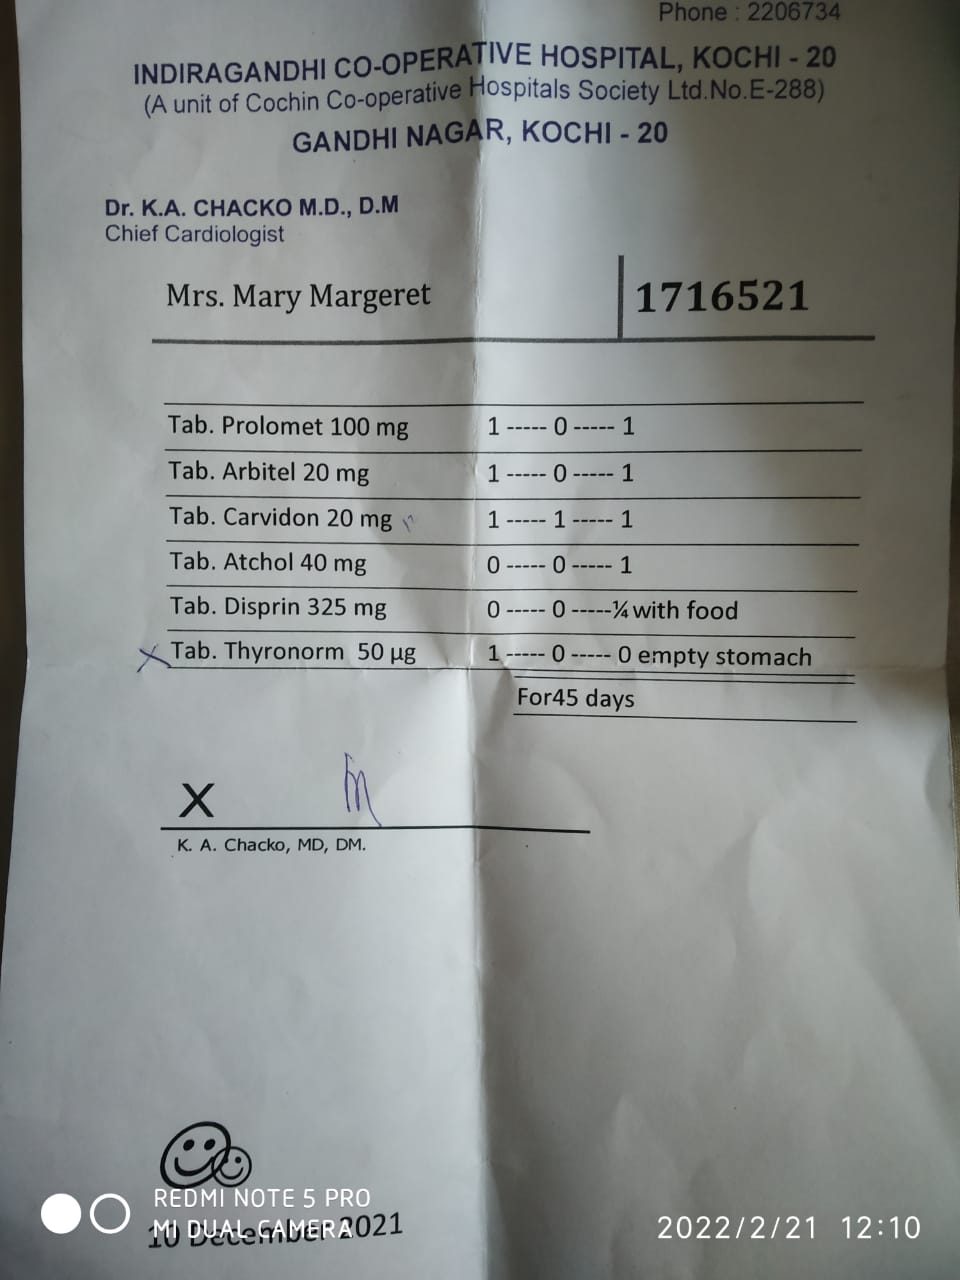 Phone : 2206734
INDIRAGANDHI CO-OPERATIVE HOSPITAL, KOCHI - 20
(A unit of Cochin Co-operative Hospitals Society Ltd.No.E-288)
GANDHI NAGAR, KOCHI - 20
Dr. K.A. CHACKO M.D., D.M
Chief Cardiologist
Mrs. Mary Margeret 1716521
Tab. Prolomet 100 mg 1 ----- 0 ----- 1
Tab. Arbitel 20 mg 1 ----- 0 ----- 1
Tab. Carvidon 20 mg 1 ----- 1 ----- 1
Tab. Atchol 40 mg 0 ----- 0 ----- 1
Tab. Disprin 325 mg 0 ----- 0 -----¼ with food
X Tab. Thyronorm 50 µg 1 ----- 0 ----- 0 empty stomach
For45 days
X
K. A. Chacko, MD, DM.
REDMI NOTE 5 PRO
MI DUAL CAMERA
10 December 2021
2022/2/21 12:10